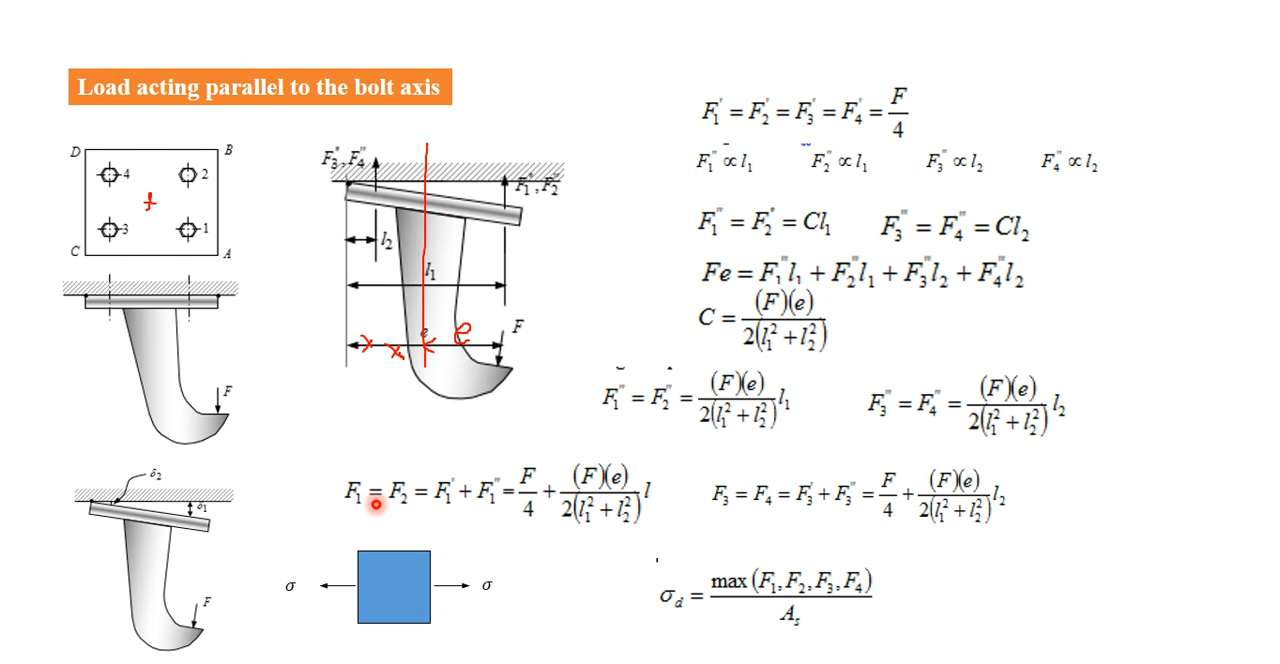 Load acting parallel to the bolt axis
F₁' = F₂' = F₃' = F₄' = F/4
F₁" ∝ l₁  F₂" ∝ l₁  F₃" ∝ l₂  F₄" ∝ l₂
D B
4 2
3 1
C A
F₃", F₄"
F₁", F₂"
l₂
l₁
e e
F
F₁" = F₂" = Cl₁  F₃" = F₄" = Cl₂
Fe = F₁"l₁ + F₂"l₁ + F₃"l₂ + F₄"l₂
C = (F)(e) / 2(l₁² + l₂²)
F
F₁" = F₂" = (F)(e) / 2(l₁² + l₂²) l₁  F₃" = F₄" = (F)(e) / 2(l₁² + l₂²) l₂
δ₂
δ₁
F
F₁ = F₂ = F₁' + F₁" = F/4 + (F)(e) / 2(l₁² + l₂²) l  F₃ = F₄ = F₃' + F₃" = F/4 + (F)(e) / 2(l₁² + l₂²) l₂
σ σ
σd = max (F₁, F₂, F₃, F₄) / Aₛ